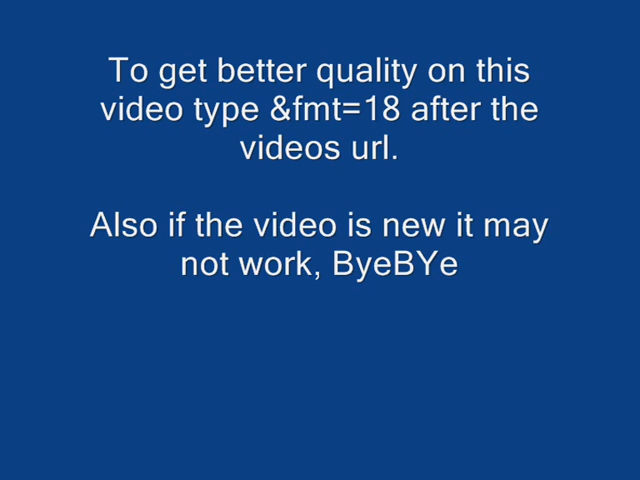 To get better quality on this
video type &fmt=18 after the
videos url.
Also if the video is new it may
not work, ByeBYe